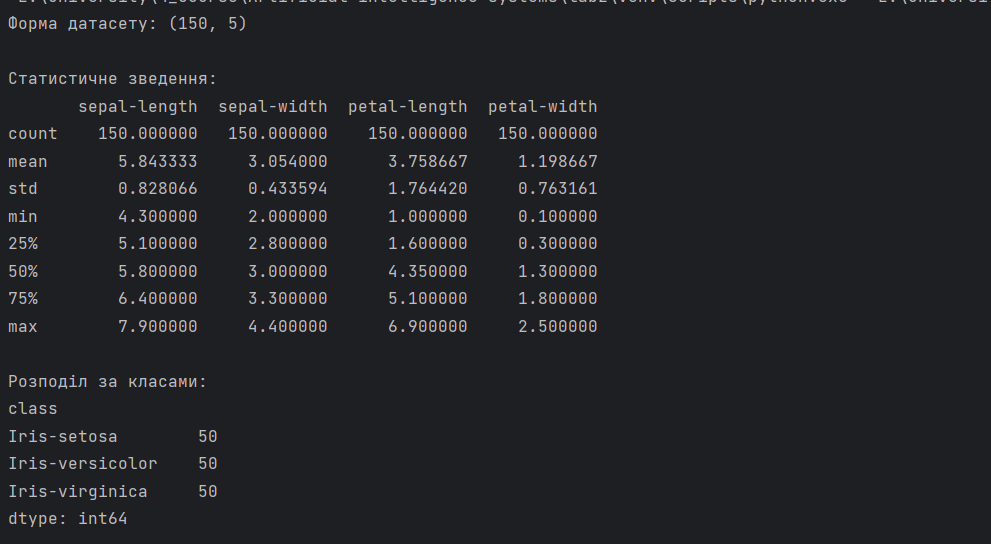 Форма датасету: (150, 5)
Статистичне зведення:
sepal-length sepal-width petal-length petal-width
count 150.000000 150.000000 150.000000 150.000000
mean 5.843333 3.054000 3.758667 1.198667
std 0.828066 0.433594 1.764420 0.763161
min 4.300000 2.000000 1.000000 0.100000
25% 5.100000 2.800000 1.600000 0.300000
50% 5.800000 3.000000 4.350000 1.300000
75% 6.400000 3.300000 5.100000 1.800000
max 7.900000 4.400000 6.900000 2.500000
Розподіл за класами:
class
Iris-setosa 50
Iris-versicolor 50
Iris-virginica 50
dtype: int64